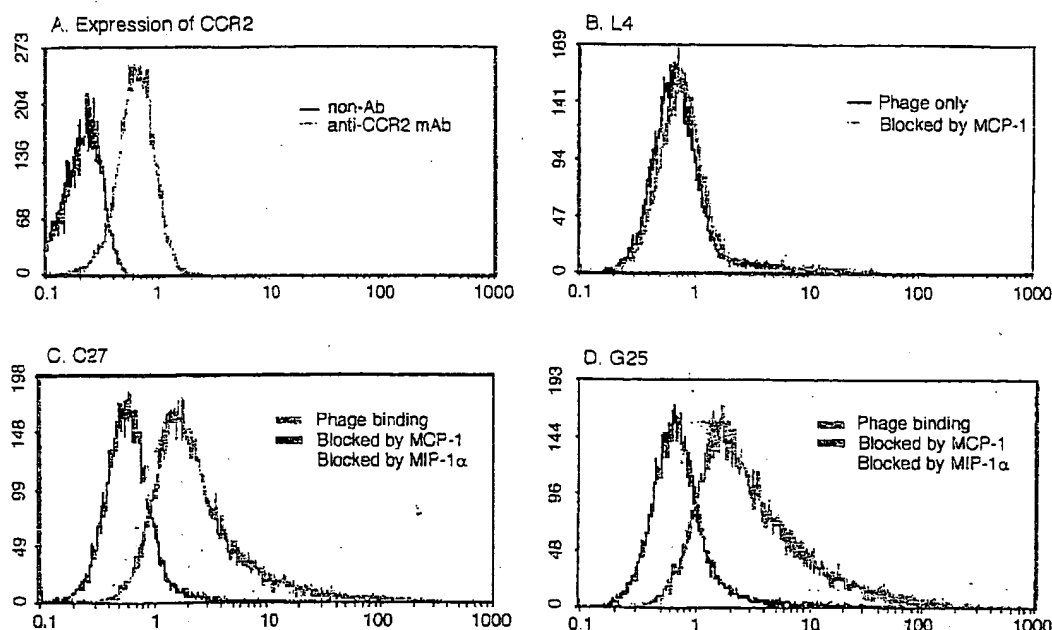 A. Expression of CCR2
273
204
136
68
0
non-Ab
anti-CCR2 mAb
0.1 1 10 100 1000
B. L4
189
141
94
47
0
Phage only
Blocked by MCP-1
0.1 1 10 100 1000
C. C27
198
148
99
49
0
Phage binding
Blocked by MCP-1
Blocked by MIP-1α
0.1 1 10 100 1000
D. G25
193
144
96
48
0
Phage binding
Blocked by MCP-1
Blocked by MIP-1α
0.1 1 10 100 1000